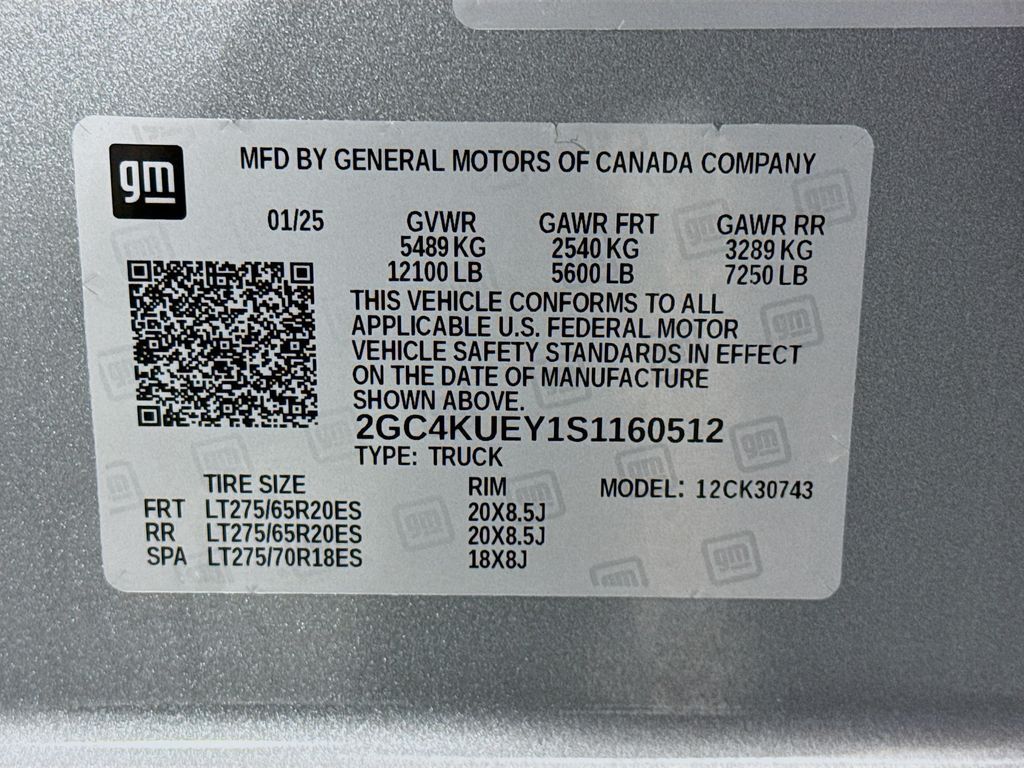 gm
MFD BY GENERAL MOTORS OF CANADA COMPANY
01/25 GVWR GAWR FRT GAWR RR
5489 KG 2540 KG 3289 KG
12100 LB 5600 LB 7250 LB
THIS VEHICLE CONFORMS TO ALL
APPLICABLE U.S. FEDERAL MOTOR
VEHICLE SAFETY STANDARDS IN EFFECT
ON THE DATE OF MANUFACTURE
SHOWN ABOVE.
2GC4KUEY1S1160512
TYPE: TRUCK
TIRE SIZE RIM MODEL: 12CK30743
FRT LT275/65R20ES 20X8.5J
RR LT275/65R20ES 20X8.5J
SPA LT275/70R18ES 18X8J